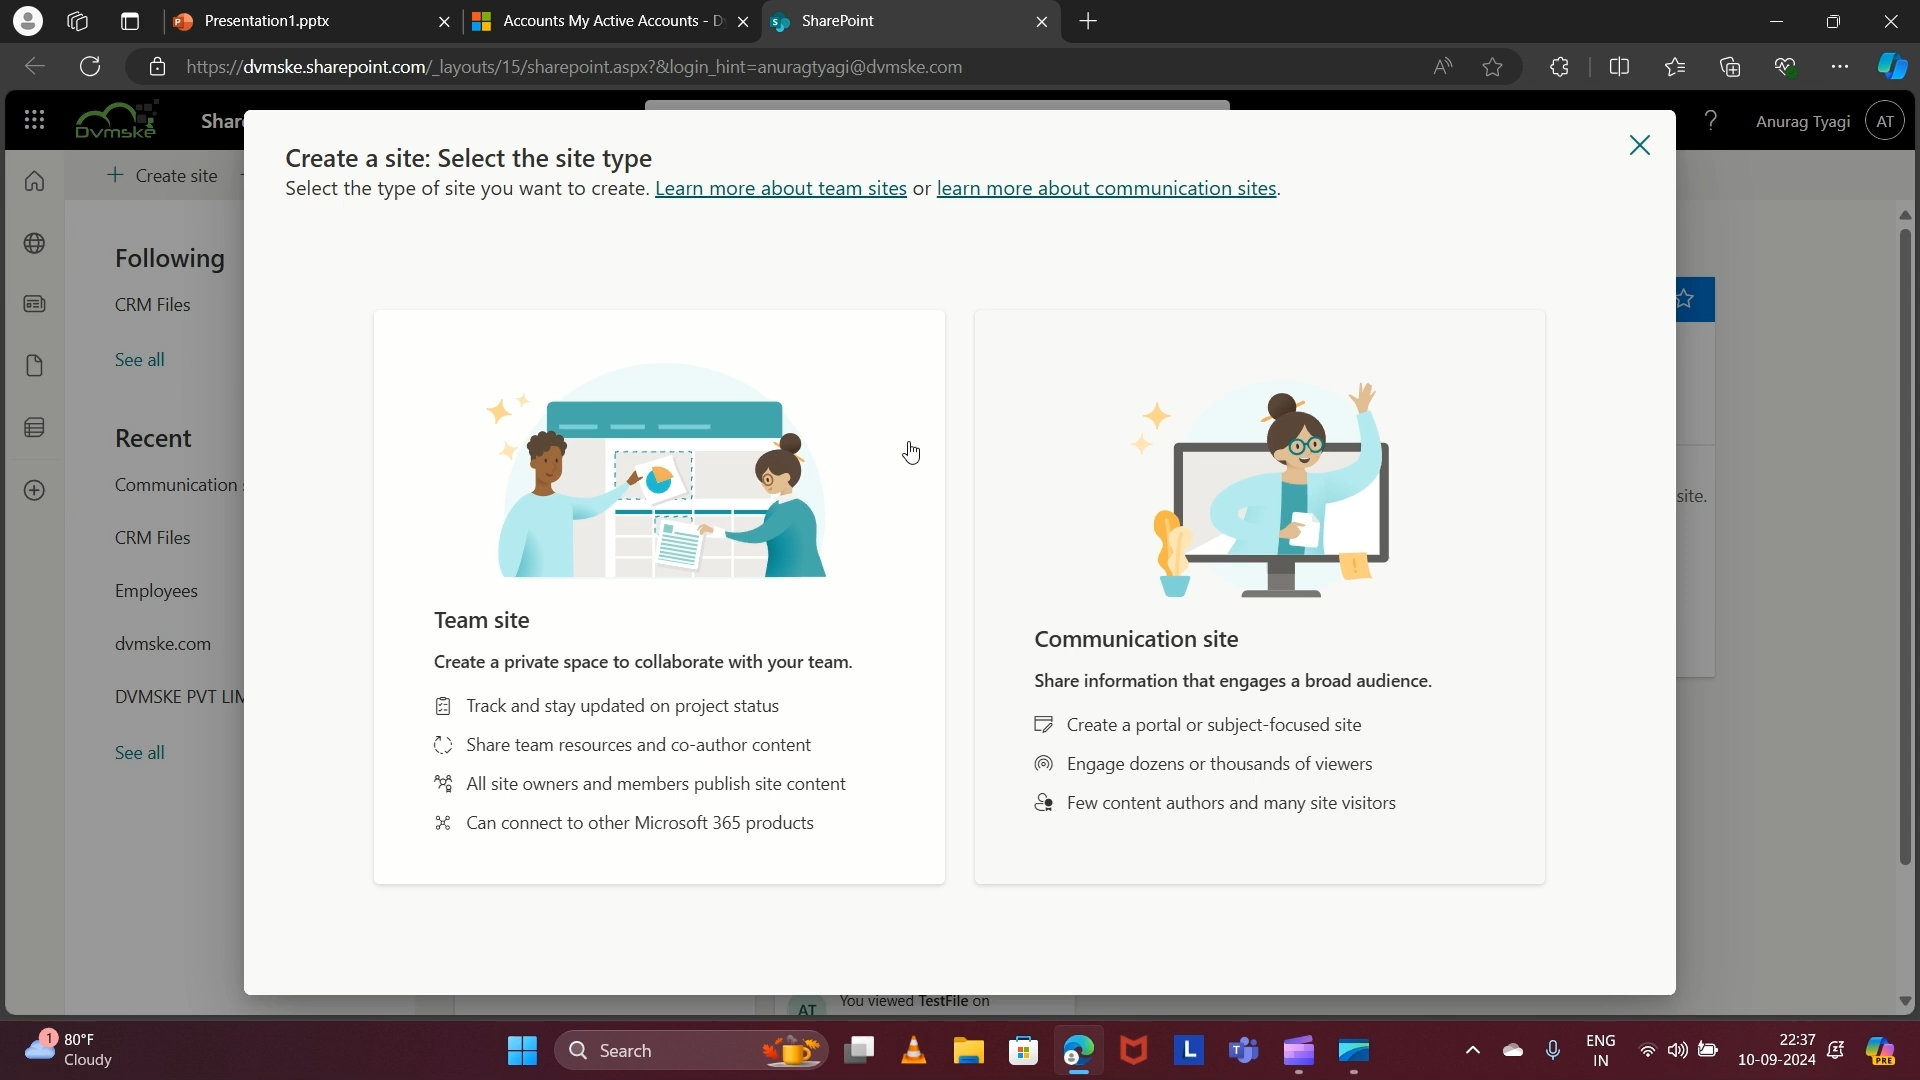 Presentation1.pptx
Accounts My Active Accounts - D
SharePoint
https://dvmske.sharepoint.com/_layouts/15/sharepoint.aspx?&login_hint=anuragtyagi@dvmske.com
Dvmske
Shar
? Anurag Tyagi AT
Create a site: Select the site type
Select the type of site you want to create. Learn more about team sites or learn more about communication sites.
+ Create site
Following
CRM Files
See all
Recent
Communication
CRM Files
Employees
dvmske.com
DVMSKE PVT LIM
See all
site.
Team site
Create a private space to collaborate with your team.
Track and stay updated on project status
Share team resources and co-author content
All site owners and members publish site content
Can connect to other Microsoft 365 products
Communication site
Share information that engages a broad audience.
Create a portal or subject-focused site
Engage dozens or thousands of viewers
Few content authors and many site visitors
AT You viewed TestFile on
1 80°F
Cloudy
Search
L
ENG
IN
22:37
10-09-2024
PRE